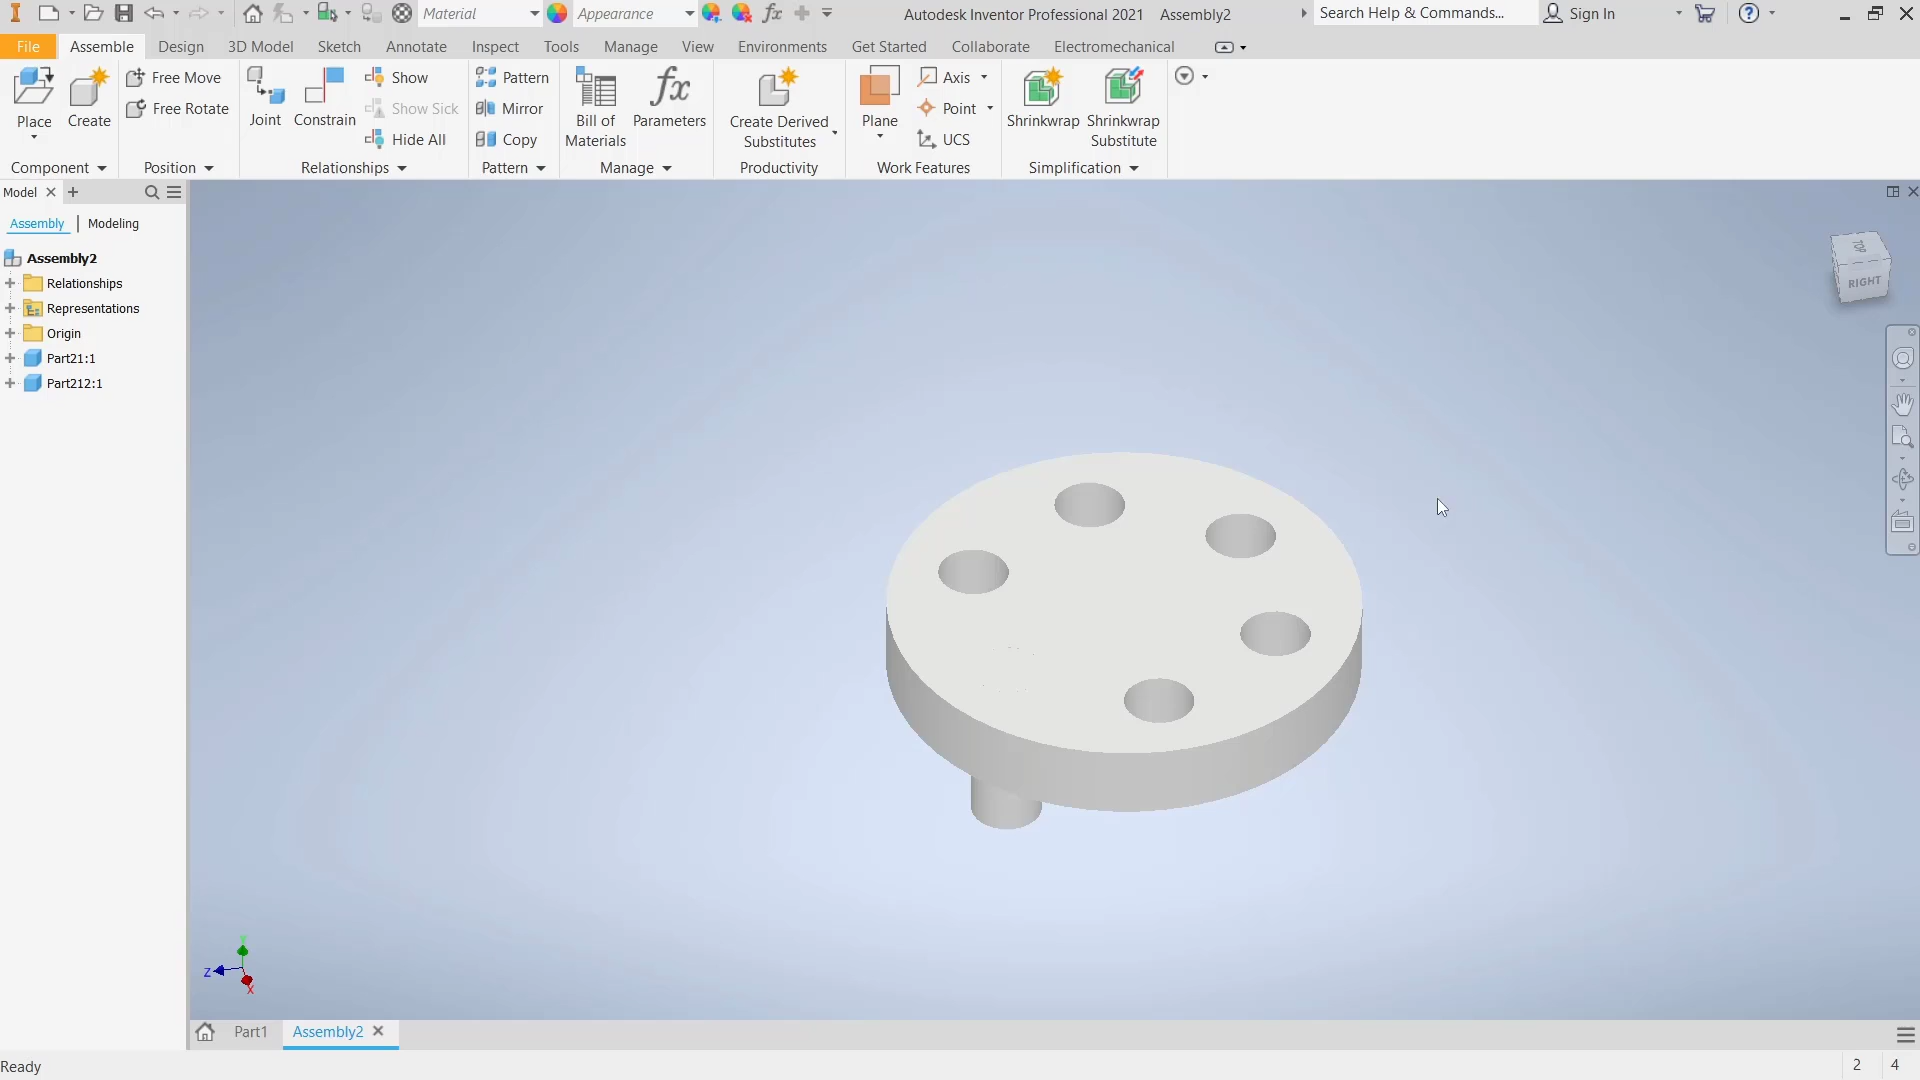 Material
Appearance
Autodesk Inventor Professional 2021 Assembly2
Search Help & Commands...
Sign In
File Assemble Design 3D Model Sketch Annotate Inspect Tools Manage View Environments Get Started Collaborate Electromechanical
Place
Create
Free Move
Free Rotate
Joint
Constrain
Show
Show Sick
Hide All
Pattern
Mirror
Copy
Bill of
Materials
Parameters
Create Derived
Substitutes
Plane
Axis
Point
UCS
Shrinkwrap
Shrinkwrap
Substitute
Component Position Relationships Pattern Manage Productivity Work Features Simplification
Model
Assembly | Modeling
Assembly2
Relationships
Representations
Origin
Part21:1
Part212:1
TOP
RIGHT
Y
Z
X
Part1 Assembly2
Ready
2 4